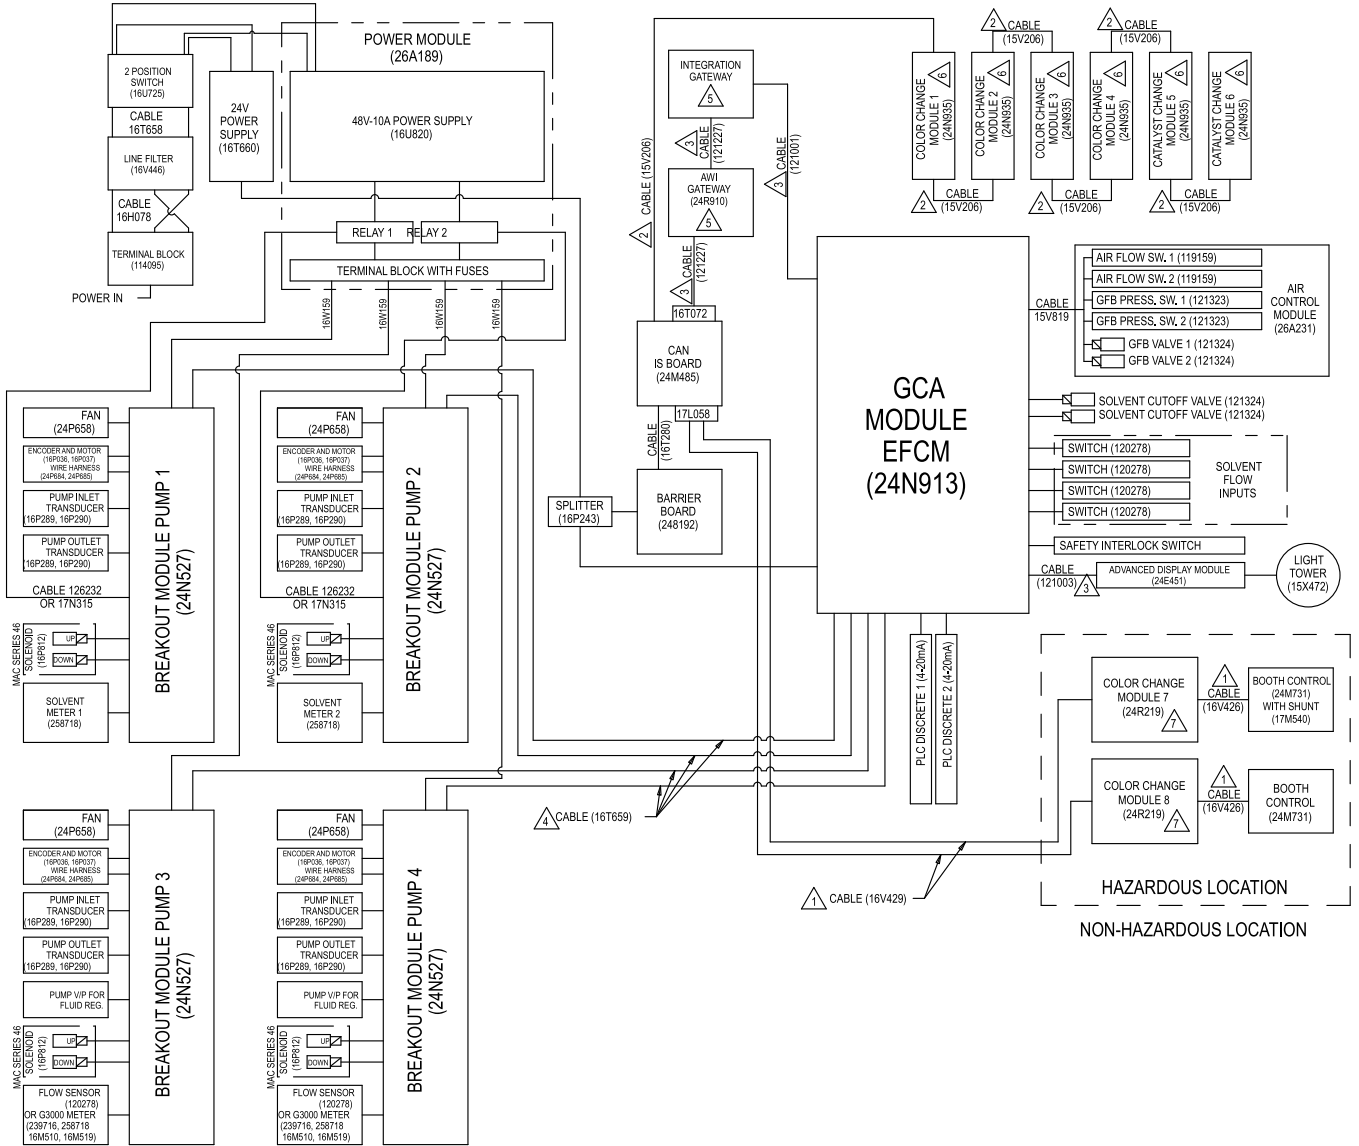 POWER MODULE
(26A189)
2 POSITION
SWITCH
(16U725)
CABLE
16T658
LINE FILTER
(16V446)
CABLE
16H078
TERMINAL BLOCK
(114095)
POWER IN
24V
POWER
SUPPLY
(16T660)
48V-10A POWER SUPPLY
(16U820)
RELAY 1
RELAY 2
TERMINAL BLOCK WITH FUSES
16W159
16W159
16W159
16W159
INTEGRATION
GATEWAY
5
3
CABLE
(121227)
AWI
GATEWAY
(24R910)
5
3
CABLE
(121227)
3
CABLE
(121001)
2
CABLE (15V206)
16T072
CAN
IS BOARD
(24M485)
17L058
CABLE
(16T280)
BARRIER
BOARD
(248192)
SPLITTER
(16P243)
2
CABLE
(15V206)
2
CABLE
(15V206)
COLOR CHANGE
MODULE 1
(24N935)
6
COLOR CHANGE
MODULE 2
(24N935)
6
COLOR CHANGE
MODULE 3
(24N935)
6
COLOR CHANGE
MODULE 4
(24N935)
6
CATALYST CHANGE
MODULE 5
(24N935)
6
CATALYST CHANGE
MODULE 6
(24N935)
6
2
CABLE
(15V206)
2
CABLE
(15V206)
2
CABLE
(15V206)
GCA
MODULE
EFCM
(24N913)
CABLE
15V819
AIR FLOW SW. 1 (119159)
AIR FLOW SW. 2 (119159)
GFB PRESS. SW. 1 (121323)
GFB PRESS. SW. 2 (121323)
GFB VALVE 1 (121324)
GFB VALVE 2 (121324)
AIR
CONTROL
MODULE
(26A231)
SOLVENT CUTOFF VALVE (121324)
SOLVENT CUTOFF VALVE (121324)
SWITCH (120278)
SWITCH (120278)
SWITCH (120278)
SWITCH (120278)
SOLVENT
FLOW
INPUTS
SAFETY INTERLOCK SWITCH
CABLE
(121003)
3
ADVANCED DISPLAY MODULE
(24E451)
LIGHT
TOWER
(15X472)
PLC DISCRETE 1 (4-20mA)
PLC DISCRETE 2 (4-20mA)
COLOR CHANGE
MODULE 7
(24R219)
7
1
CABLE
(16V426)
BOOTH CONTROL
(24M731)
WITH SHUNT
(17M540)
COLOR CHANGE
MODULE 8
(24R219)
7
1
CABLE
(16V426)
BOOTH
CONTROL
(24M731)
HAZARDOUS LOCATION
NON-HAZARDOUS LOCATION
4
CABLE (16T659)
1
CABLE (16V429)
FAN
(24P658)
ENCODER AND MOTOR
(16P036, 16P037)
WIRE HARNESS
(24P684, 24P685)
PUMP INLET
TRANSDUCER
(16P289, 16P290)
PUMP OUTLET
TRANSDUCER
(16P289, 16P290)
CABLE 126232
OR 17N315
MAC SERIES 46
SOLENOID
(16P812)
UP
DOWN
SOLVENT
METER 1
(258718)
BREAKOUT MODULE PUMP 1
(24N527)
FAN
(24P658)
ENCODER AND MOTOR
(16P036, 16P037)
WIRE HARNESS
(24P684, 24P685)
PUMP INLET
TRANSDUCER
(16P289, 16P290)
PUMP OUTLET
TRANSDUCER
(16P289, 16P290)
CABLE 126232
OR 17N315
MAC SERIES 46
SOLENOID
(16P812)
UP
DOWN
SOLVENT
METER 2
(258718)
BREAKOUT MODULE PUMP 2
(24N527)
FAN
(24P658)
ENCODER AND MOTOR
(16P036, 16P037)
WIRE HARNESS
(24P684, 24P685)
PUMP INLET
TRANSDUCER
(16P289, 16P290)
PUMP OUTLET
TRANSDUCER
(16P289, 16P290)
PUMP V/P FOR
FLUID REG.
MAC SERIES 46
SOLENOID
(16P812)
UP
DOWN
FLOW SENSOR
(120278)
OR G3000 METER
(239716, 258718
16M510, 16M519)
BREAKOUT MODULE PUMP 3
(24N527)
FAN
(24P658)
ENCODER AND MOTOR
(16P036, 16P037)
WIRE HARNESS
(24P684, 24P685)
PUMP INLET
TRANSDUCER
(16P289, 16P290)
PUMP OUTLET
TRANSDUCER
(16P289, 16P290)
PUMP V/P FOR
FLUID REG.
MAC SERIES 46
SOLENOID
(16P812)
UP
DOWN
FLOW SENSOR
(120278)
OR G3000 METER
(239716, 258718
16M510, 16M519)
BREAKOUT MODULE PUMP 4
(24N527)